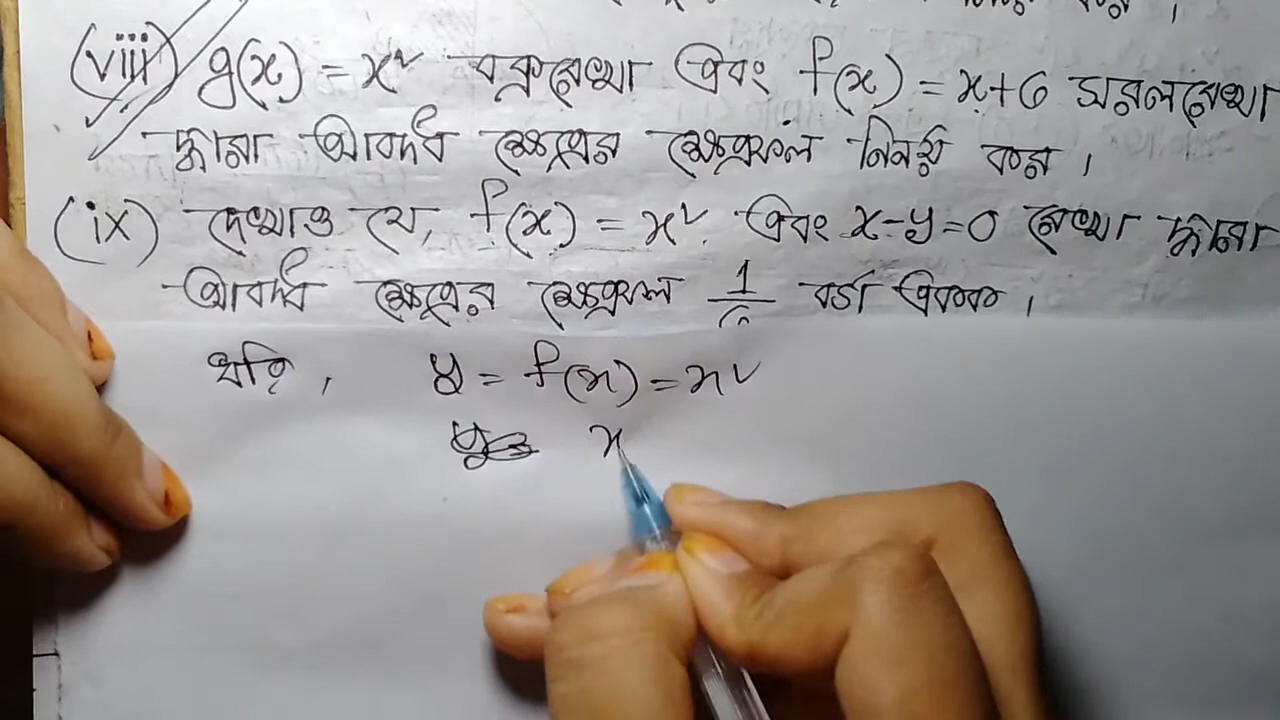 (viii) g(x) = x² বক্ররেখা এবং f(x) = x+6 সরলরেখা
দ্বারা আবদ্ধ ক্ষেত্রের ক্ষেত্রফল নির্ণয় কর।
(ix) দেখাও যে, f(x) = x² এবং x-y=0 রেখা দ্বারা
আবদ্ধ ক্ষেত্রের ক্ষেত্রফল 1/6 বর্গ একক।
ধরি, y = f(x) = x²
x